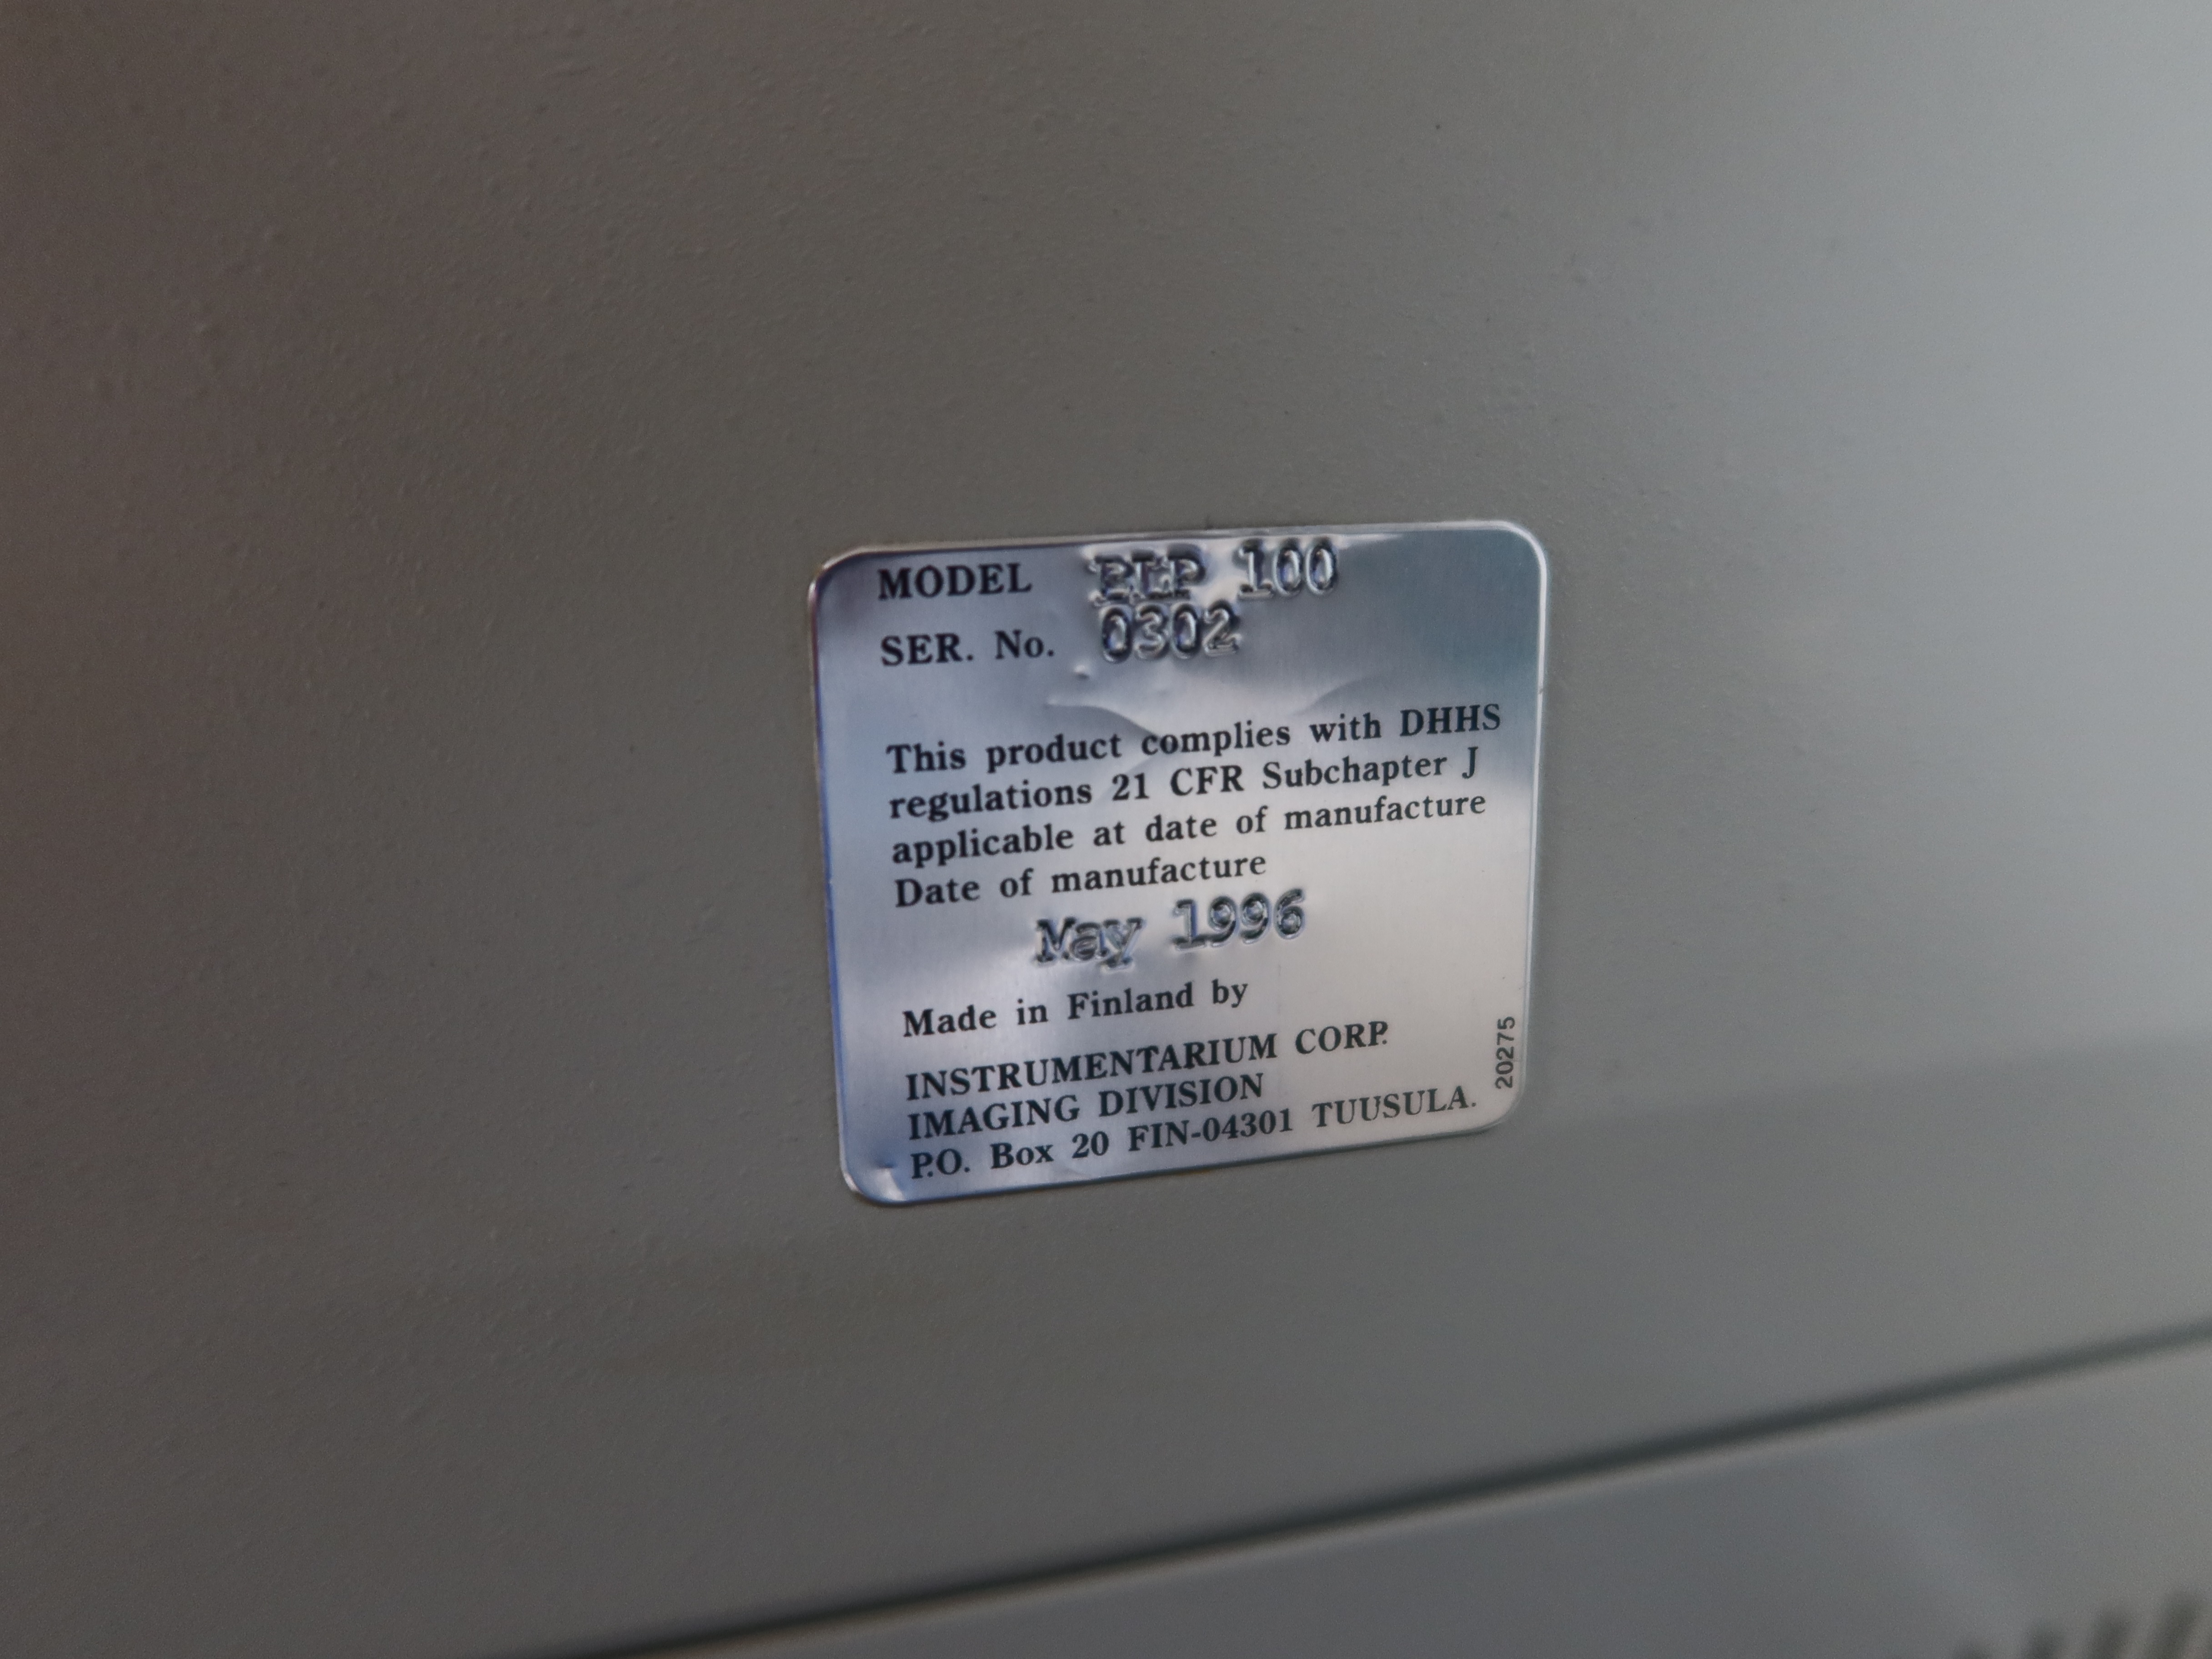 MODEL 100
SER. No. 0302
This product complies with DHHS
regulations 21 CFR Subchapter J
applicable at date of manufacture
Date of manufacture
May 1996
Made in Finland by
INSTRUMENTARIUM CORP.
IMAGING DIVISION
P.O. Box 20 FIN-04301 TUUSULA.
20275